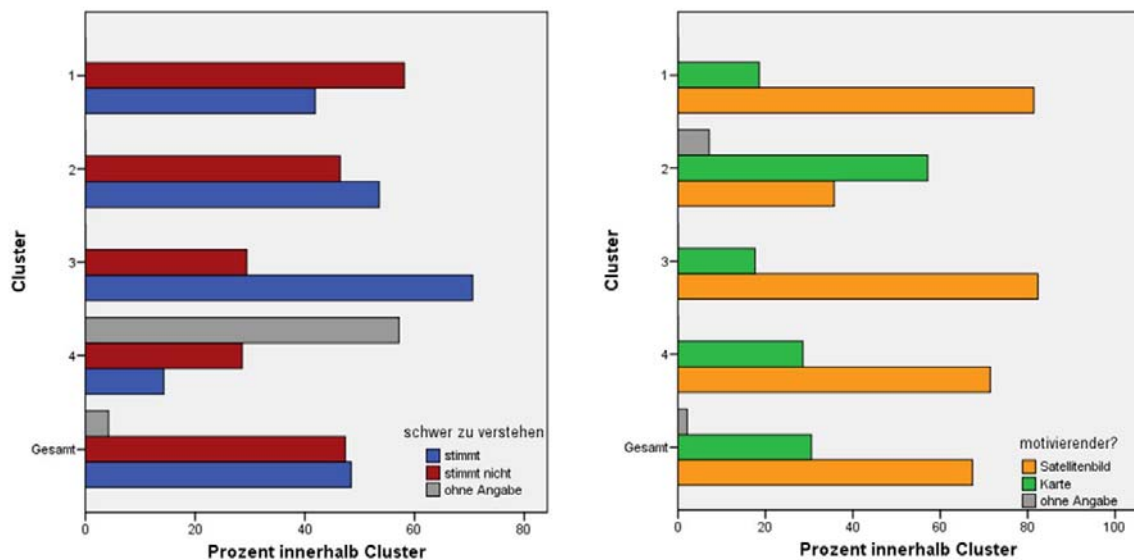 Cluster
1
2
3
4
Gesamt
schwer zu verstehen
stimmt
stimmt nicht
ohne Angabe
0 20 40 60 80
Prozent innerhalb Cluster
Cluster
1
2
3
4
Gesamt
motivierender?
Satellitenbild
Karte
ohne Angabe
0 20 40 60 80 100
Prozent innerhalb Cluster